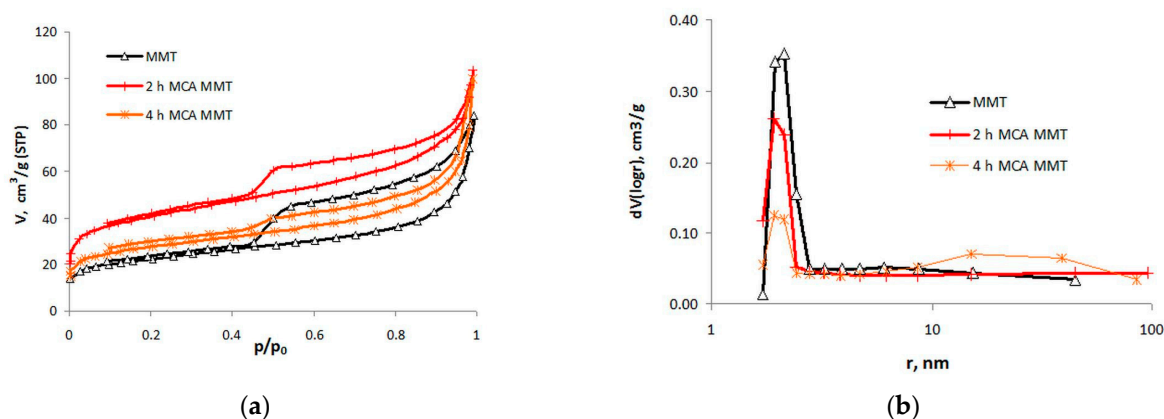 V, cm³/g (STP)
120
100
80
60
40
20
0
MMT
2 h MCA MMT
4 h MCA MMT
0 0.2 0.4 0.6 0.8 1
p/p₀
(a)
dV(logr), cm3/g
0.40
0.30
0.20
0.10
0.00
MMT
2 h MCA MMT
4 h MCA MMT
1 10 100
r, nm
(b)